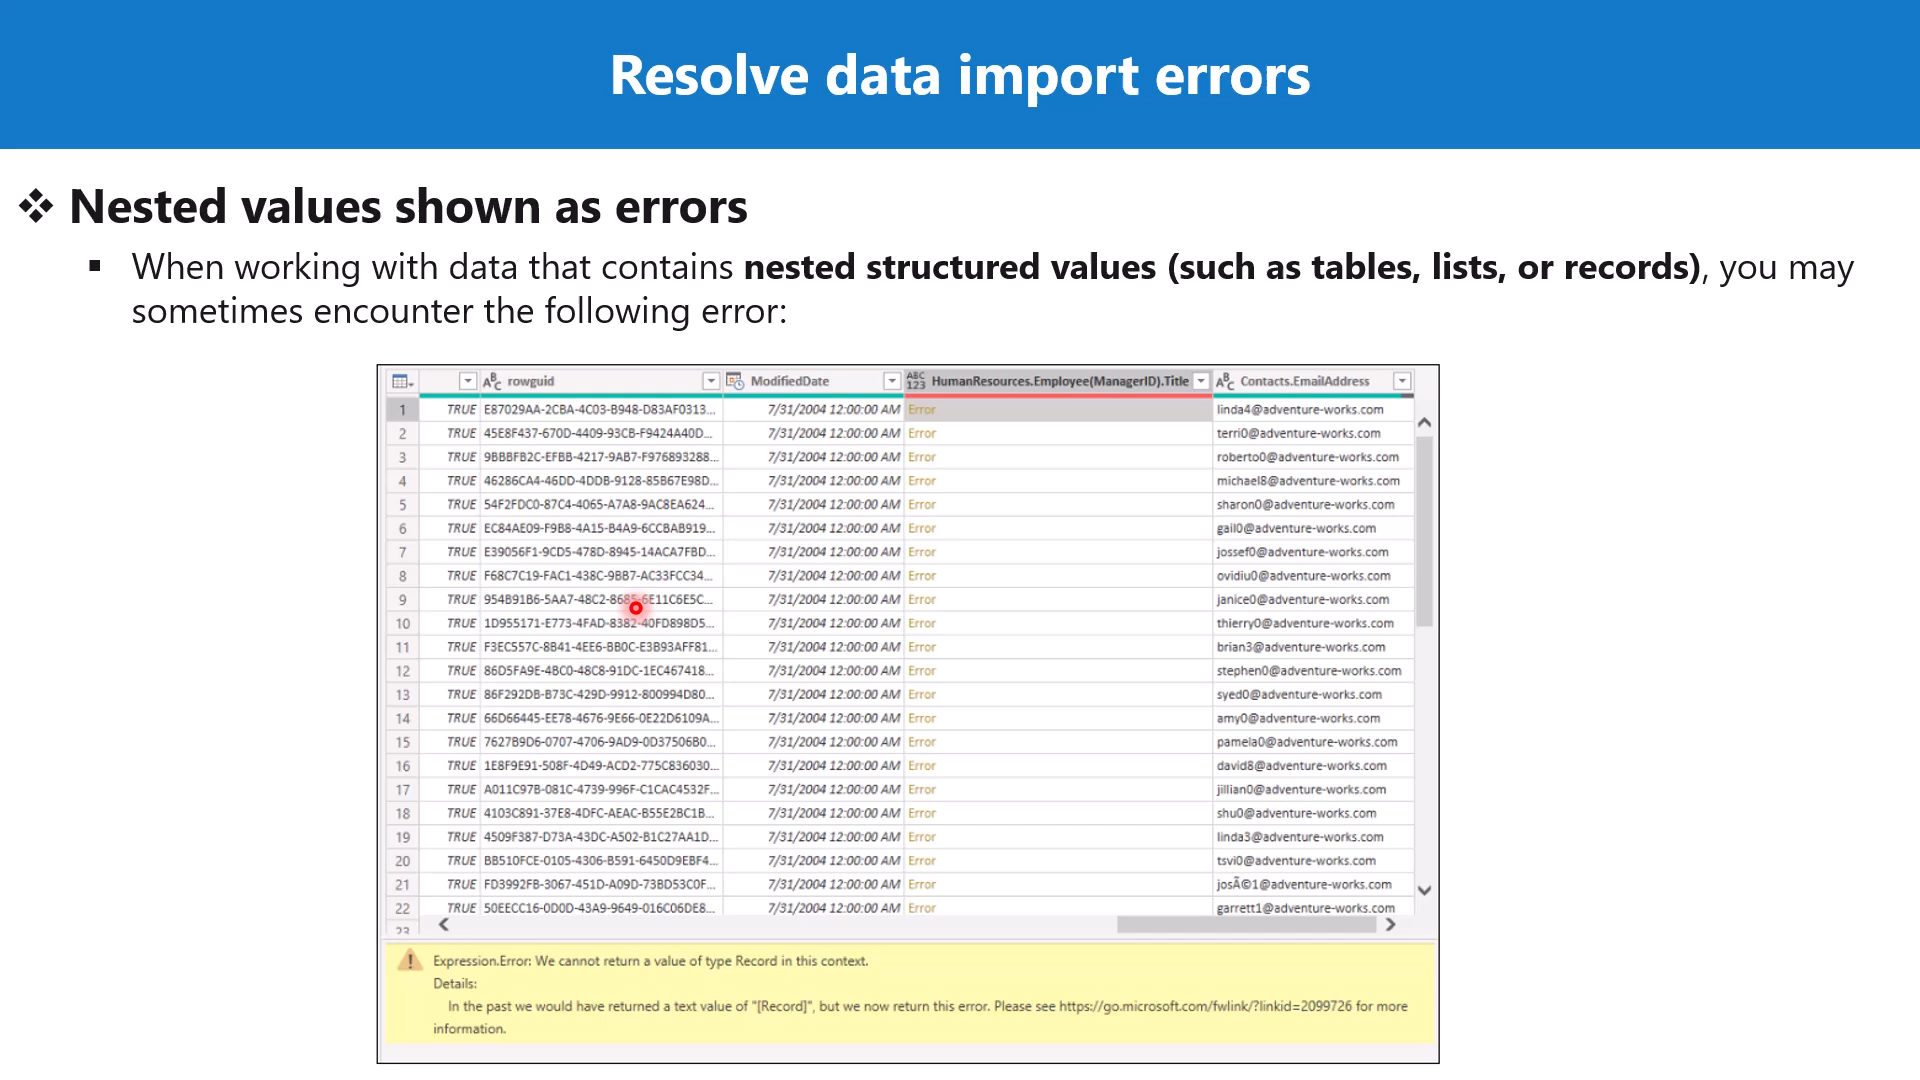 Resolve data import errors
❖ Nested values shown as errors
▪ When working with data that contains nested structured values (such as tables, lists, or records), you may
sometimes encounter the following error:
ABC rowguid ModifiedDate ABC 123 HumanResources.Employee(ManagerID).Title ABC Contacts.EmailAddress
1 TRUE E87029AA-2CBA-4C03-B948-D83AF0313... 7/31/2004 12:00:00 AM Error linda4@adventure-works.com
2 TRUE 45E8F437-670D-4409-93CB-F9424A40D... 7/31/2004 12:00:00 AM Error terri0@adventure-works.com
3 TRUE 9BBBFB2C-EFBB-4217-9AB7-F976893288... 7/31/2004 12:00:00 AM Error roberto0@adventure-works.com
4 TRUE 46286CA4-46DD-4DDB-9128-85B67E98D... 7/31/2004 12:00:00 AM Error michael8@adventure-works.com
5 TRUE 54F2FDC0-87C4-4065-A7A8-9AC8EA624... 7/31/2004 12:00:00 AM Error sharon0@adventure-works.com
6 TRUE EC84AE09-F9B8-4A15-B4A9-6CCBAB919... 7/31/2004 12:00:00 AM Error gail0@adventure-works.com
7 TRUE E39056F1-9CD5-478D-8945-14ACA7FBD... 7/31/2004 12:00:00 AM Error jossef0@adventure-works.com
8 TRUE F68C7C19-FAC1-438C-9BB7-AC33FCC34... 7/31/2004 12:00:00 AM Error ovidiu0@adventure-works.com
9 TRUE 954B91B6-5AA7-48C2-8685-6E11C6E5C... 7/31/2004 12:00:00 AM Error janice0@adventure-works.com
10 TRUE 1D955171-E773-4FAD-8382-40FD898D5... 7/31/2004 12:00:00 AM Error thierry0@adventure-works.com
11 TRUE F3EC557C-8B41-4EE6-BB0C-E3B93AFF81... 7/31/2004 12:00:00 AM Error brian3@adventure-works.com
12 TRUE 86D5FA9E-4BC0-48C8-91DC-1EC467418... 7/31/2004 12:00:00 AM Error stephen0@adventure-works.com
13 TRUE 86F292DB-B73C-429D-9912-800994D80... 7/31/2004 12:00:00 AM Error syed0@adventure-works.com
14 TRUE 66D66445-EE78-4676-9E66-0E22D6109A... 7/31/2004 12:00:00 AM Error amy0@adventure-works.com
15 TRUE 7627B9D6-0707-4706-9AD9-0D37506B0... 7/31/2004 12:00:00 AM Error pamela0@adventure-works.com
16 TRUE 1E8F9E91-508F-4D49-ACD2-775C836030... 7/31/2004 12:00:00 AM Error david8@adventure-works.com
17 TRUE A011C97B-081C-4739-996F-C1CAC4532F... 7/31/2004 12:00:00 AM Error jillian0@adventure-works.com
18 TRUE 4103C891-37E8-4DFC-AEAC-B55E2BC1B... 7/31/2004 12:00:00 AM Error shu0@adventure-works.com
19 TRUE 4509F387-D73A-43DC-A502-B1C27AA1D... 7/31/2004 12:00:00 AM Error linda3@adventure-works.com
20 TRUE BB510FCE-0105-4306-B591-6450D9EBF4... 7/31/2004 12:00:00 AM Error tsvi0@adventure-works.com
21 TRUE FD3992FB-3067-451D-A09D-73BD53C0F... 7/31/2004 12:00:00 AM Error josÃ©1@adventure-works.com
22 TRUE 50EECC16-0D0D-43A9-9649-016C06DE8... 7/31/2004 12:00:00 AM Error garrett1@adventure-works.com
23
Expression.Error: We cannot return a value of type Record in this context.
Details:
In the past we would have returned a text value of "[Record]", but we now return this error. Please see https://go.microsoft.com/fwlink/?linkid=2099726 for more
information.